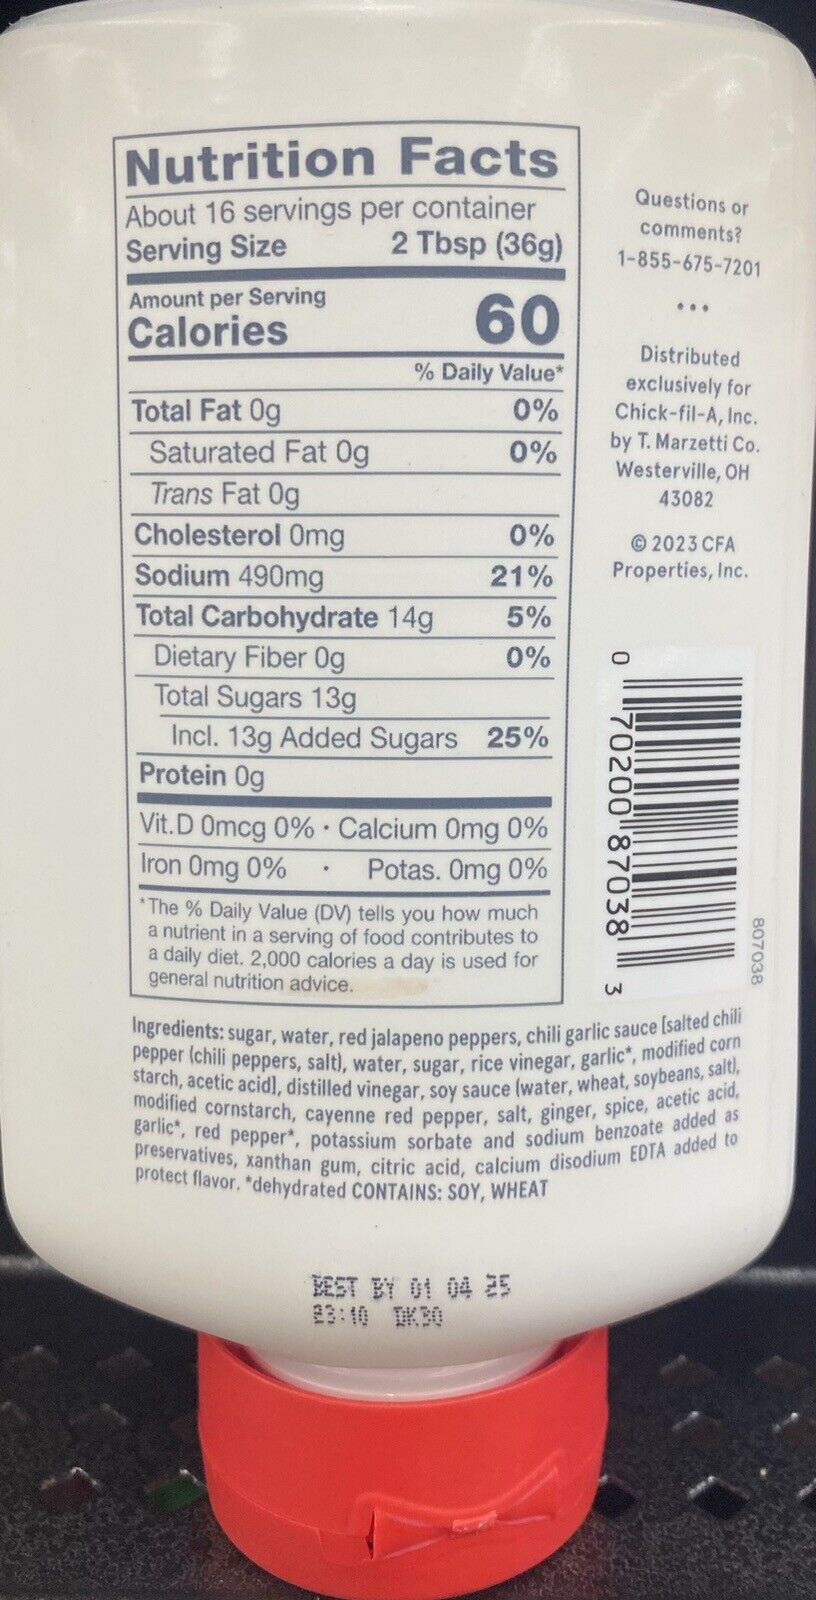 Nutrition Facts
About 16 servings per container
Serving Size 2 Tbsp (36g)
Amount per Serving
Calories 60
% Daily Value*
Total Fat 0g 0%
Saturated Fat 0g 0%
Trans Fat 0g
Cholesterol 0mg 0%
Sodium 490mg 21%
Total Carbohydrate 14g 5%
Dietary Fiber 0g 0%
Total Sugars 13g
Incl. 13g Added Sugars 25%
Protein 0g
Vit.D 0mcg 0% • Calcium 0mg 0%
Iron 0mg 0% • Potas. 0mg 0%
*The % Daily Value (DV) tells you how much
a nutrient in a serving of food contributes to
a daily diet. 2,000 calories a day is used for
general nutrition advice.
Questions or
comments?
1-855-675-7201
•••
Distributed
exclusively for
Chick-fil-A, Inc.
by T. Marzetti Co.
Westerville, OH
43082
© 2023 CFA
Properties, Inc.
0 70200 87038 3
807038
Ingredients: sugar, water, red jalapeno peppers, chili garlic sauce [salted chili
pepper (chili peppers, salt), water, sugar, rice vinegar, garlic*, modified corn
starch, acetic acid], distilled vinegar, soy sauce (water, wheat, soybeans, salt),
modified cornstarch, cayenne red pepper, salt, ginger, spice, acetic acid,
garlic*, red pepper*, potassium sorbate and sodium benzoate added as
preservatives, xanthan gum, citric acid, calcium disodium EDTA added to
protect flavor. *dehydrated CONTAINS: SOY, WHEAT
BEST BY 01 04 25
23:10 DK30